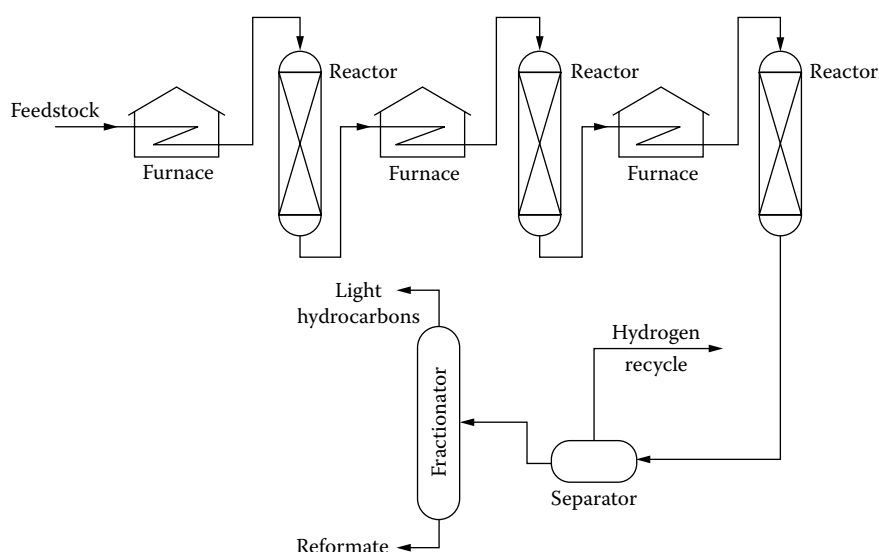 Reactor
Reactor
Reactor
Feedstock
Furnace
Furnace
Furnace
Light
hydrocarbons
Hydrogen
recycle
Fractionator
Separator
Reformate